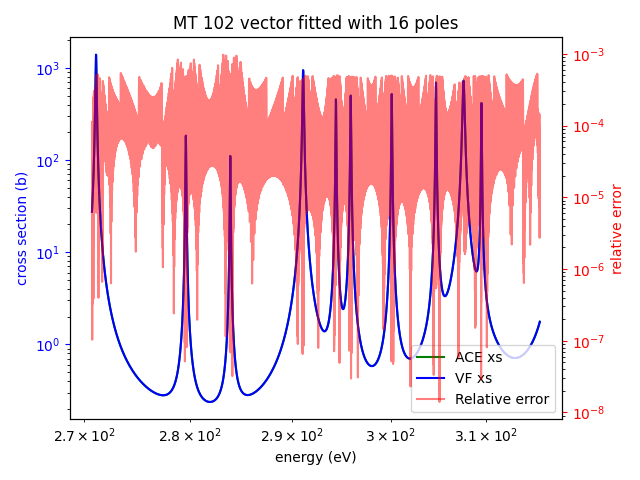 MT 102 vector fitted with 16 poles
cross section (b)
10³
10²
10¹
10⁰
10⁻³
10⁻⁴
10⁻⁵
10⁻⁶
10⁻⁷
10⁻⁸
relative error
ACE xs
VF xs
Relative error
2.7 × 10² 2.8 × 10² 2.9 × 10² 3 × 10² 3.1 × 10²
energy (eV)